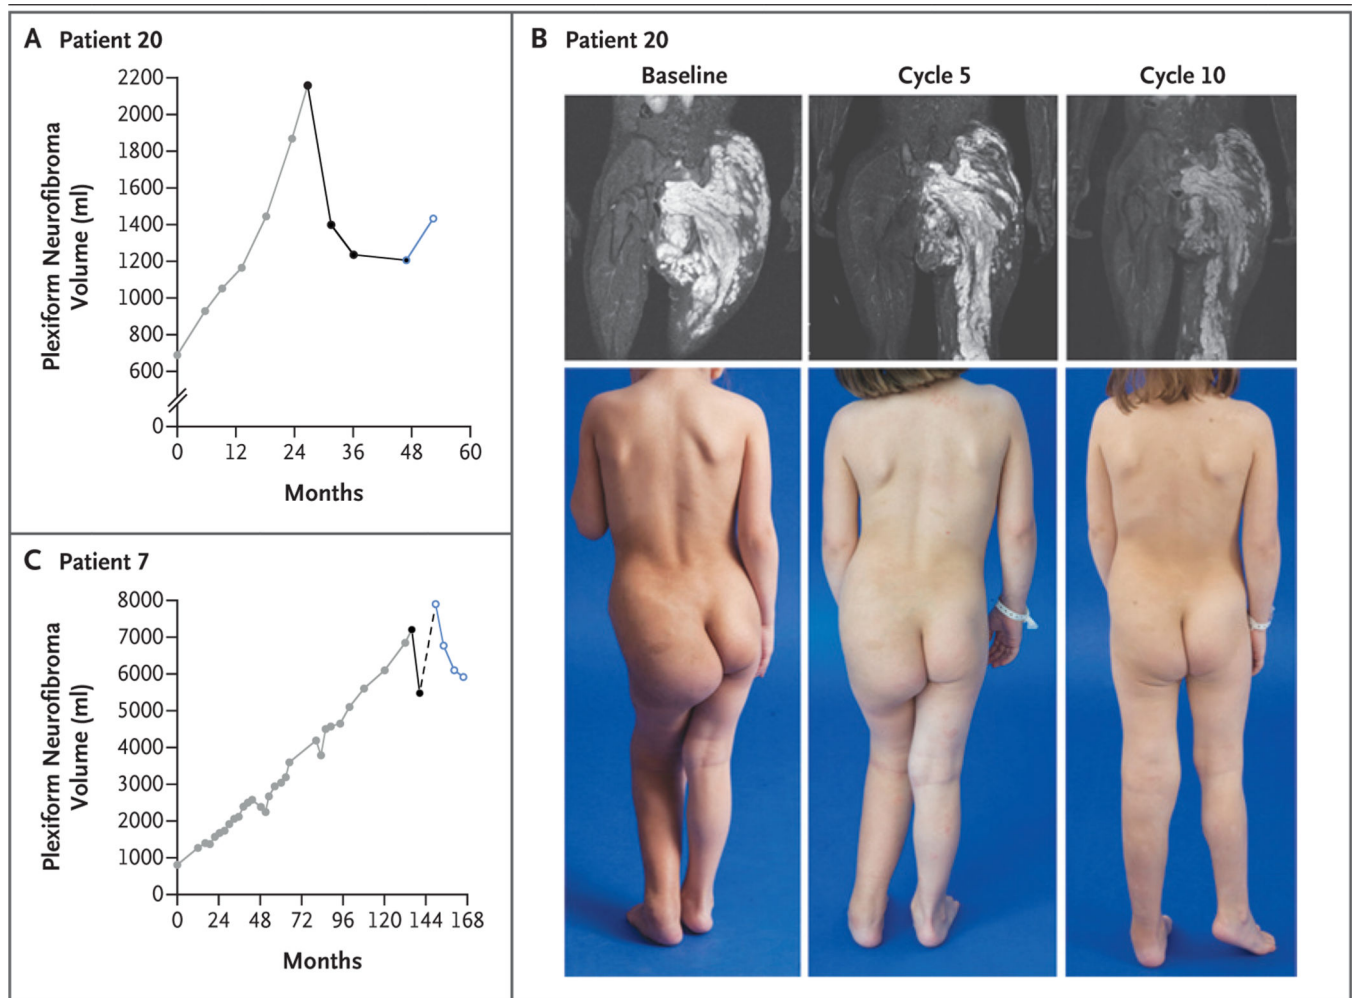 A Patient 20
Plexiform Neurofibroma
Volume (ml)
2200
2000
1800
1600
1400
1200
1000
800
600
0
0 12 24 36 48 60
Months
B Patient 20
Baseline Cycle 5 Cycle 10
C Patient 7
Plexiform Neurofibroma
Volume (ml)
8000
7000
6000
5000
4000
3000
2000
1000
0
0 24 48 72 96 120 144 168
Months